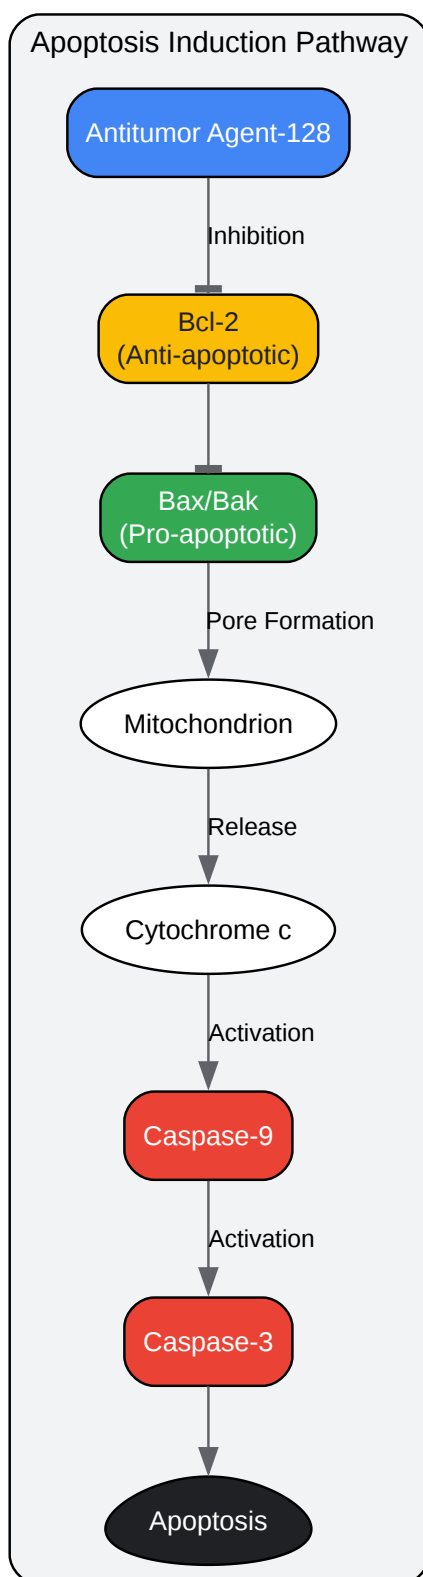 Apoptosis Induction Pathway
Antitumor Agent-128
Inhibition
Bcl-2
(Anti-apoptotic)
Bax/Bak
(Pro-apoptotic)
Pore Formation
Mitochondrion
Release
Cytochrome c
Activation
Caspase-9
Activation
Caspase-3
Apoptosis